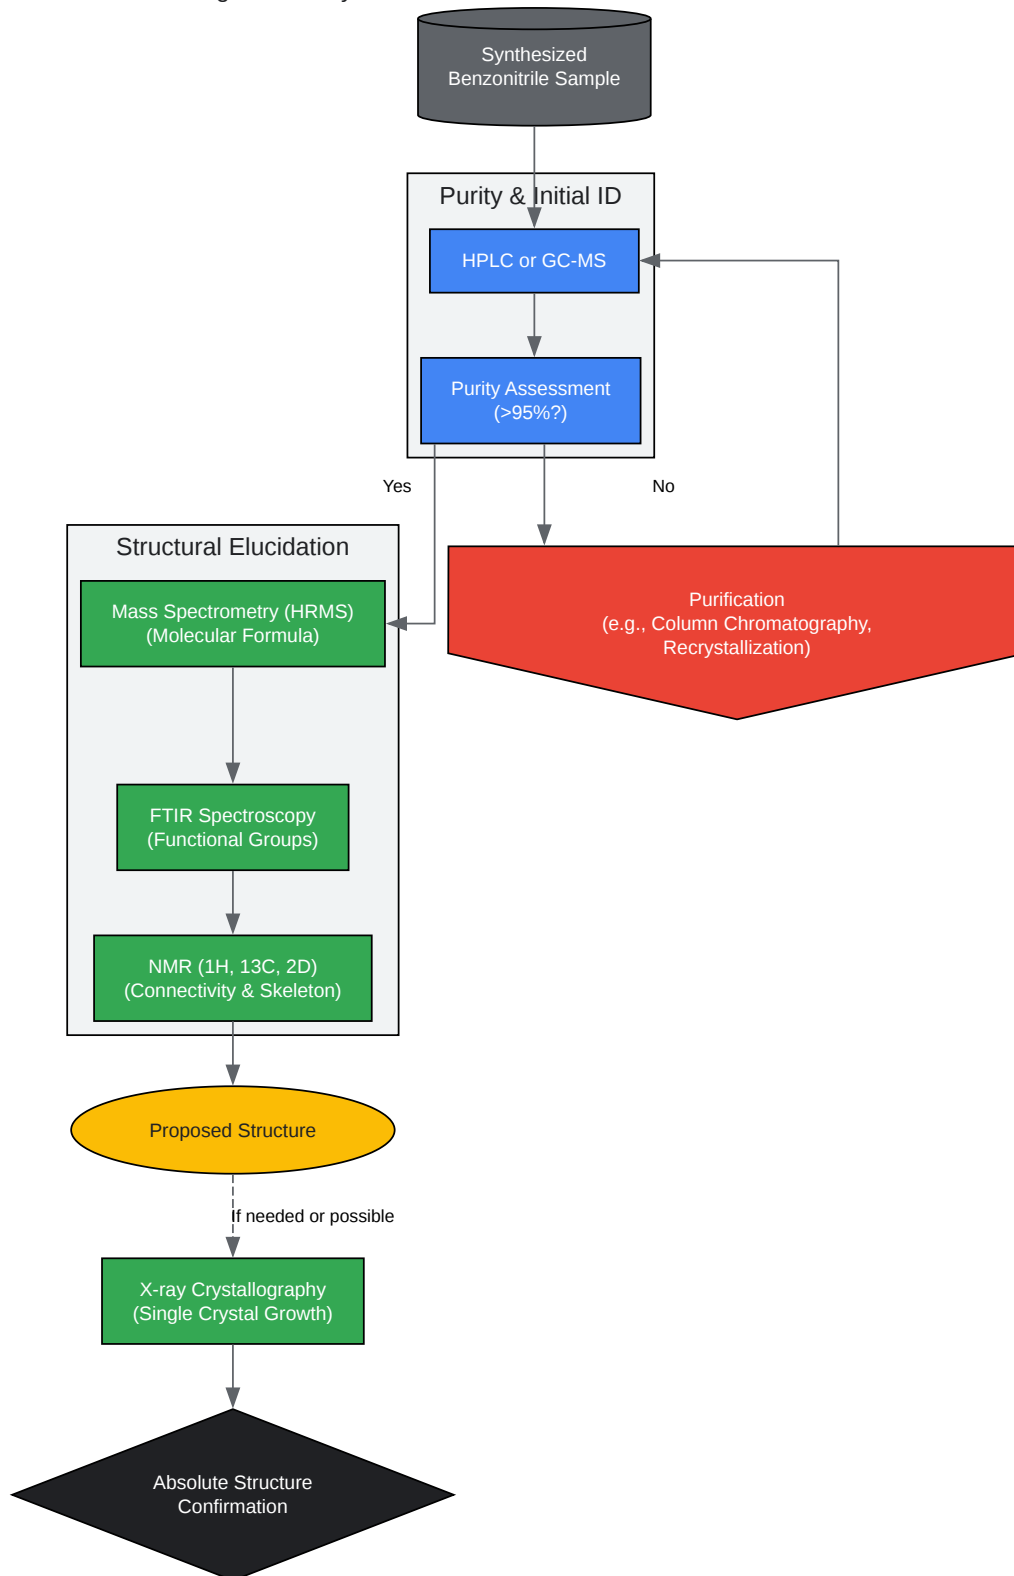 Synthesized
Benzonitrile Sample
Purity & Initial ID
HPLC or GC-MS
Purity Assessment
(>95%?)
Yes
No
Structural Elucidation
Mass Spectrometry (HRMS)
(Molecular Formula)
Purification
(e.g., Column Chromatography,
Recrystallization)
FTIR Spectroscopy
(Functional Groups)
NMR (1H, 13C, 2D)
(Connectivity & Skeleton)
Proposed Structure
If needed or possible
X-ray Crystallography
(Single Crystal Growth)
Absolute Structure
Confirmation